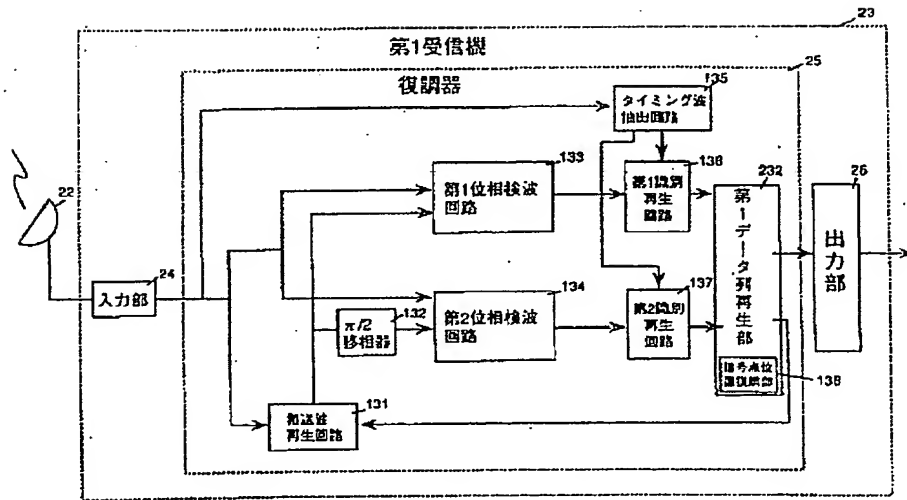 23
第1受信機
25
復調器
135
タイミング波
抽出回路
133
第1位相検波
回路
136
第1識別
再生
回路
232
第1データ列再生部
26
出力部
22
24
入力部
132
π/2
移相器
134
第2位相検波
回路
137
第2識別
再生
回路
信号点位
138
131
搬送波
再生回路